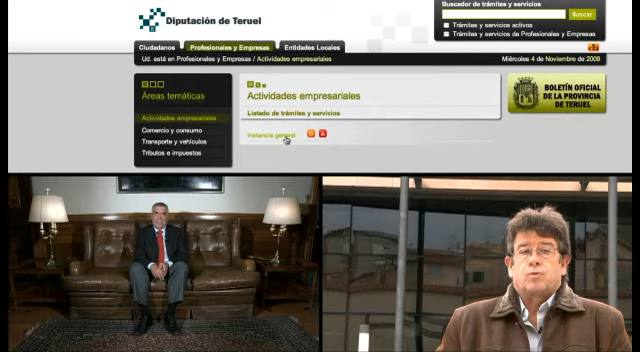 Buscador de trámites y servicios
Diputación de Teruel
Buscar
Trámites y servicios activos
Trámites y servicios de Profesionales y Empresas
Ciudadanos
Profesionales y Empresas
Entidades Locales
Ud. está en Profesionales y Empresas / Actividades empresariales
Miércoles 4 de Noviembre de 2009
Áreas temáticas
Actividades empresariales
Comercio y consumo
Transporte y vehículos
Tributos e impuestos
Actividades empresariales
Listado de trámites y servicios
Instancia general
BOLETÍN OFICIAL
DE LA PROVINCIA
DE TERUEL